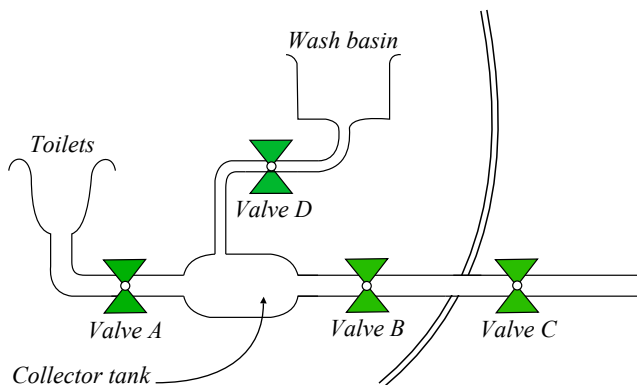 Wash basin
Toilets
Valve D
Valve A
Valve B
Valve C
Collector tank